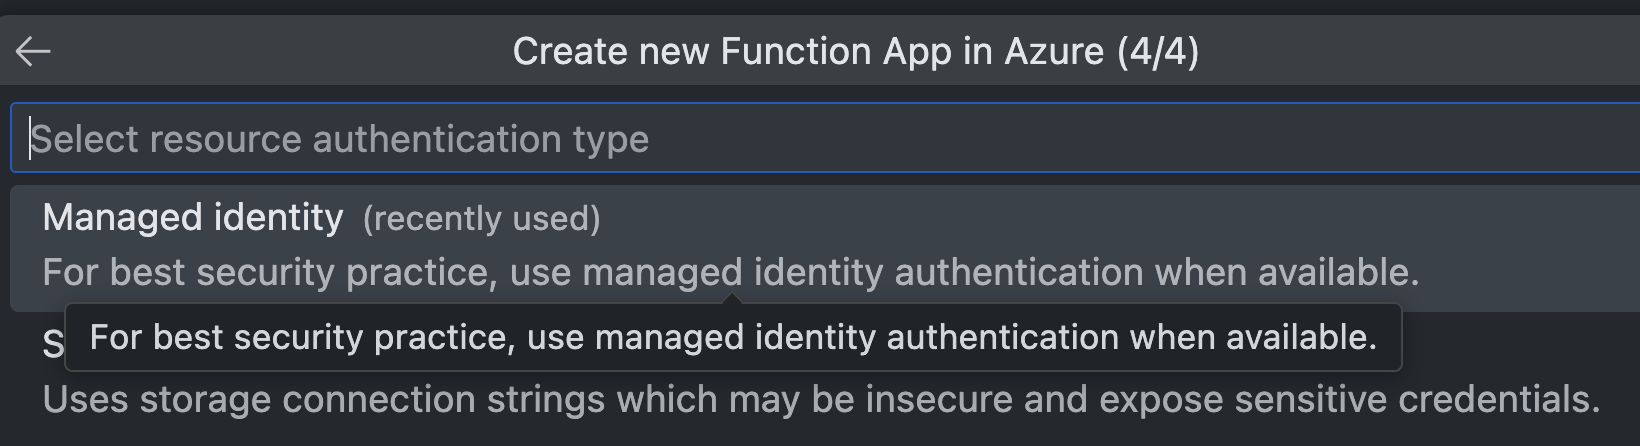 Create new Function App in Azure (4/4)
Select resource authentication type
Managed identity (recently used)
For best security practice, use managed identity authentication when available.
For best security practice, use managed identity authentication when available.
Uses storage connection strings which may be insecure and expose sensitive credentials.